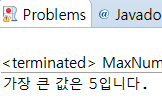 Problems @ Javado
<terminated> MaxNum
가장 큰 값은 5입니다.